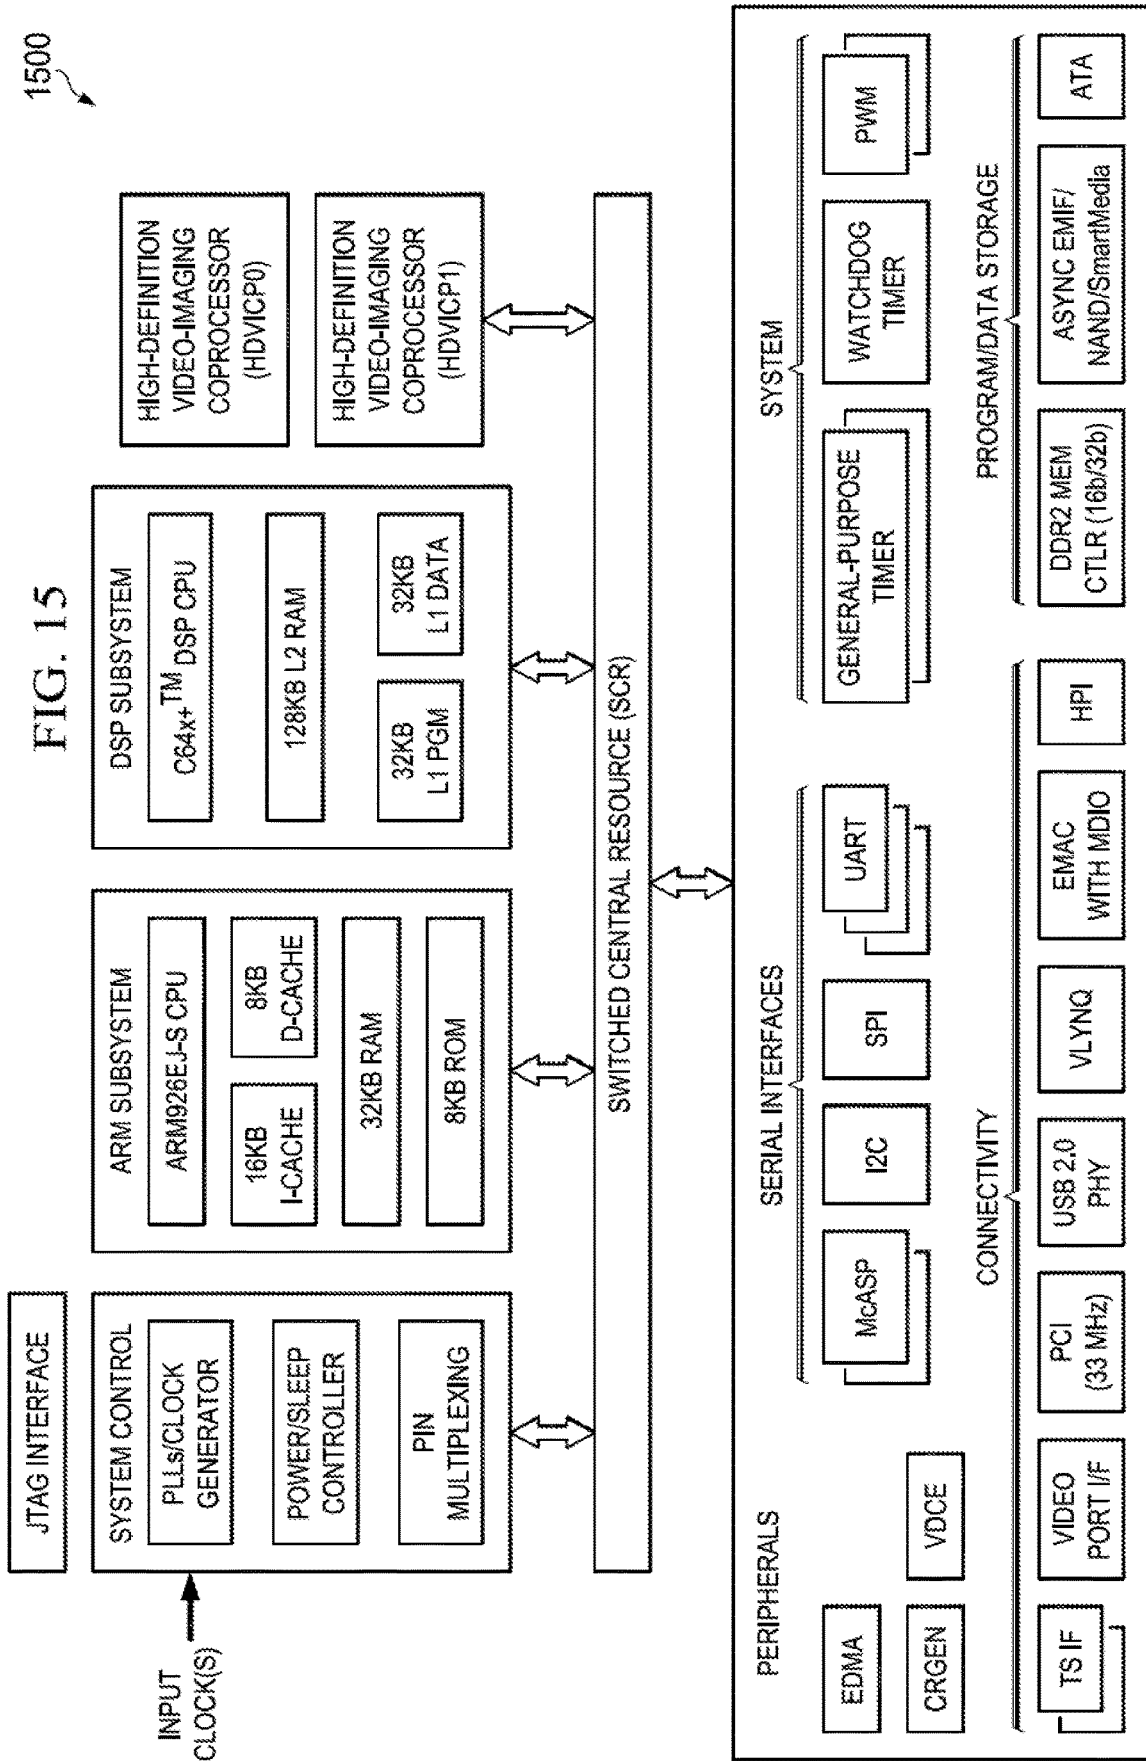 1500
FIG. 15
JTAG INTERFACE
INPUT
CLOCK(S)
SYSTEM CONTROL
PLLs/CLOCK
GENERATOR
POWER/SLEEP
CONTROLLER
PIN
MULTIPLEXING
ARM SUBSYSTEM
ARM926EJ-S CPU
16KB
I-CACHE
8KB
D-CACHE
32KB RAM
8KB ROM
DSP SUBSYSTEM
C64x+™ DSP CPU
128KB L2 RAM
32KB
L1 PGM
32KB
L1 DATA
HIGH-DEFINITION
VIDEO-IMAGING
COPROCESSOR
(HDVICP0)
HIGH-DEFINITION
VIDEO-IMAGING
COPROCESSOR
(HDVICP1)
SWITCHED CENTRAL RESOURCE (SCR)
PERIPHERALS
EDMA
CRGEN
VDCE
SERIAL INTERFACES
McASP
I2C
SPI
UART
SYSTEM
GENERAL-PURPOSE
TIMER
WATCHDOG
TIMER
PWM
CONNECTIVITY
TS IF
VIDEO
PORT I/F
PCI
(33 MHz)
USB 2.0
PHY
VLYNQ
EMAC
WITH MDIO
HPI
PROGRAM/DATA STORAGE
DDR2 MEM
CTLR (16b/32b)
ASYNC EMIF/
NAND/SmartMedia
ATA